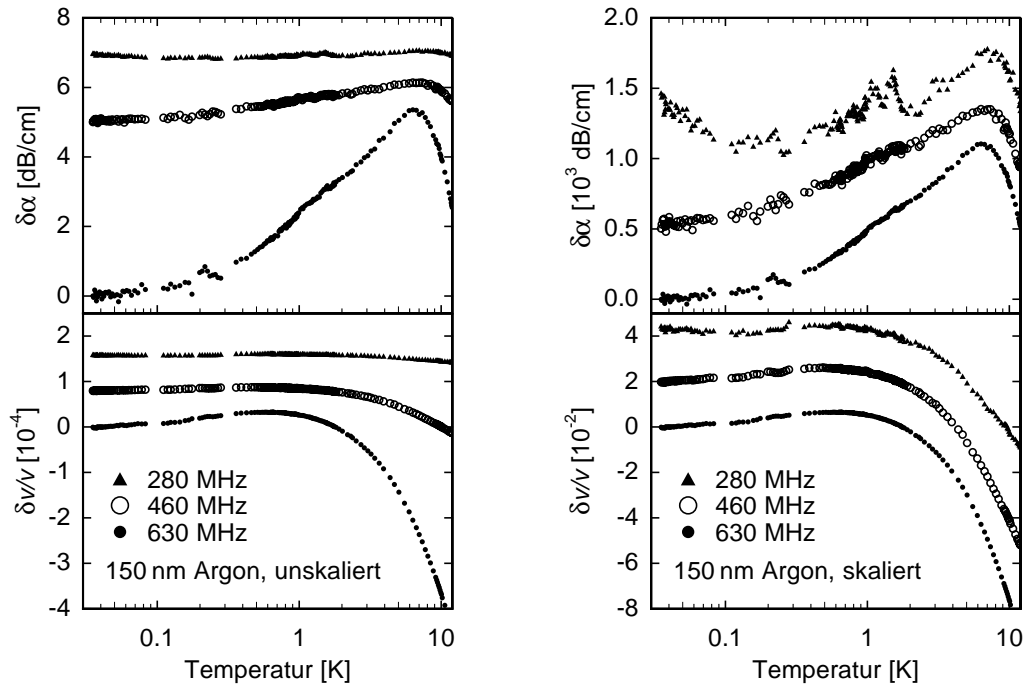 8
6
4
2
0
δα [dB/cm]
2
1
0
-1
-2
-3
-4
δv/v [10-4]
280 MHz
460 MHz
630 MHz
150 nm Argon, unskaliert
0.1
1
10
Temperatur [K]
2.0
1.5
1.0
0.5
0.0
δα [103 dB/cm]
4
2
0
-2
-4
-6
-8
δv/v [10-2]
280 MHz
460 MHz
630 MHz
150 nm Argon, skaliert
0.1
1
10
Temperatur [K]